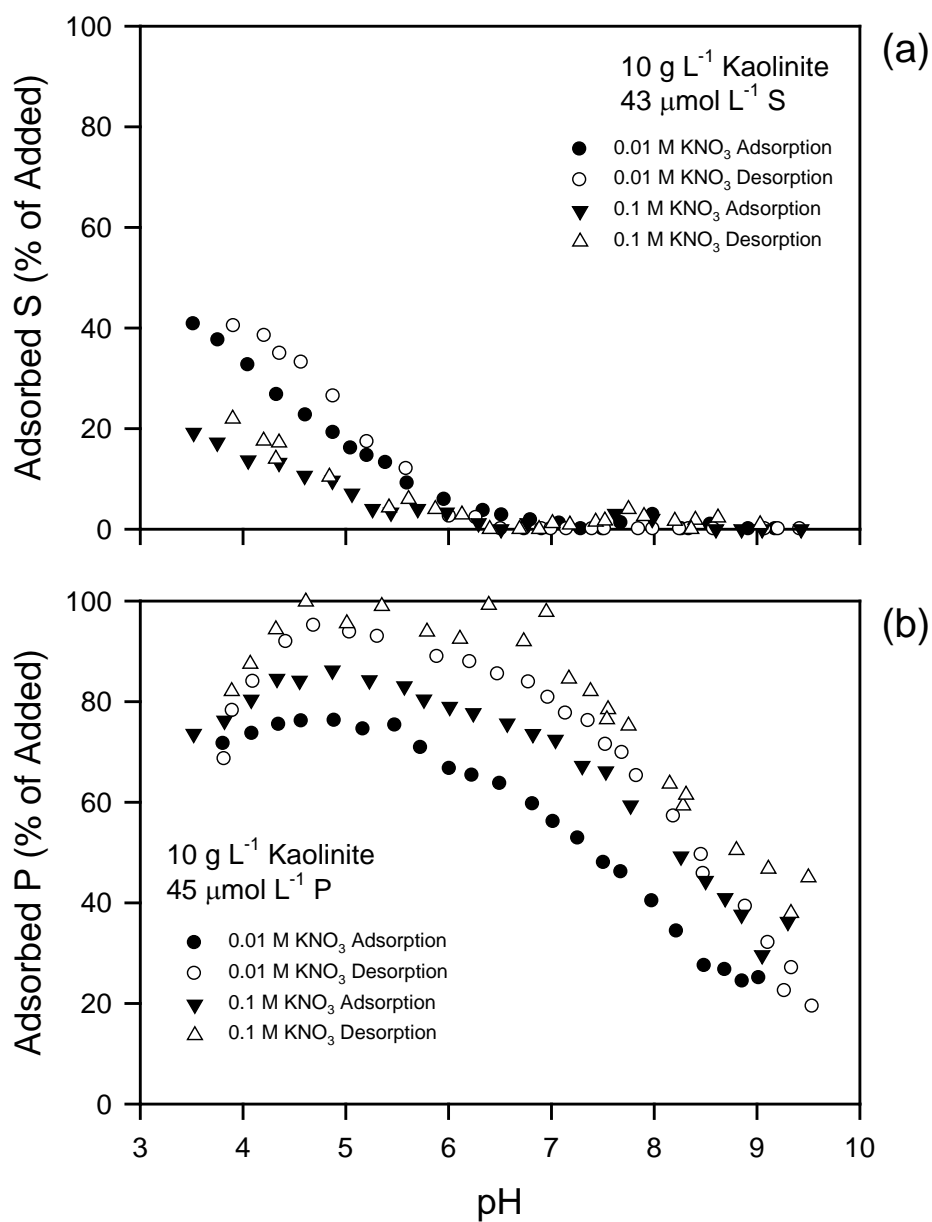 (a)
Adsorbed S (% of Added)
100
80
60
40
20
0
10 g L⁻¹ Kaolinite
43 μmol L⁻¹ S
0.01 M KNO₃ Adsorption
0.01 M KNO₃ Desorption
0.1 M KNO₃ Adsorption
0.1 M KNO₃ Desorption
(b)
Adsorbed P (% of Added)
100
80
60
40
20
0
10 g L⁻¹ Kaolinite
45 μmol L⁻¹ P
0.01 M KNO₃ Adsorption
0.01 M KNO₃ Desorption
0.1 M KNO₃ Adsorption
0.1 M KNO₃ Desorption
3 4 5 6 7 8 9 10
pH